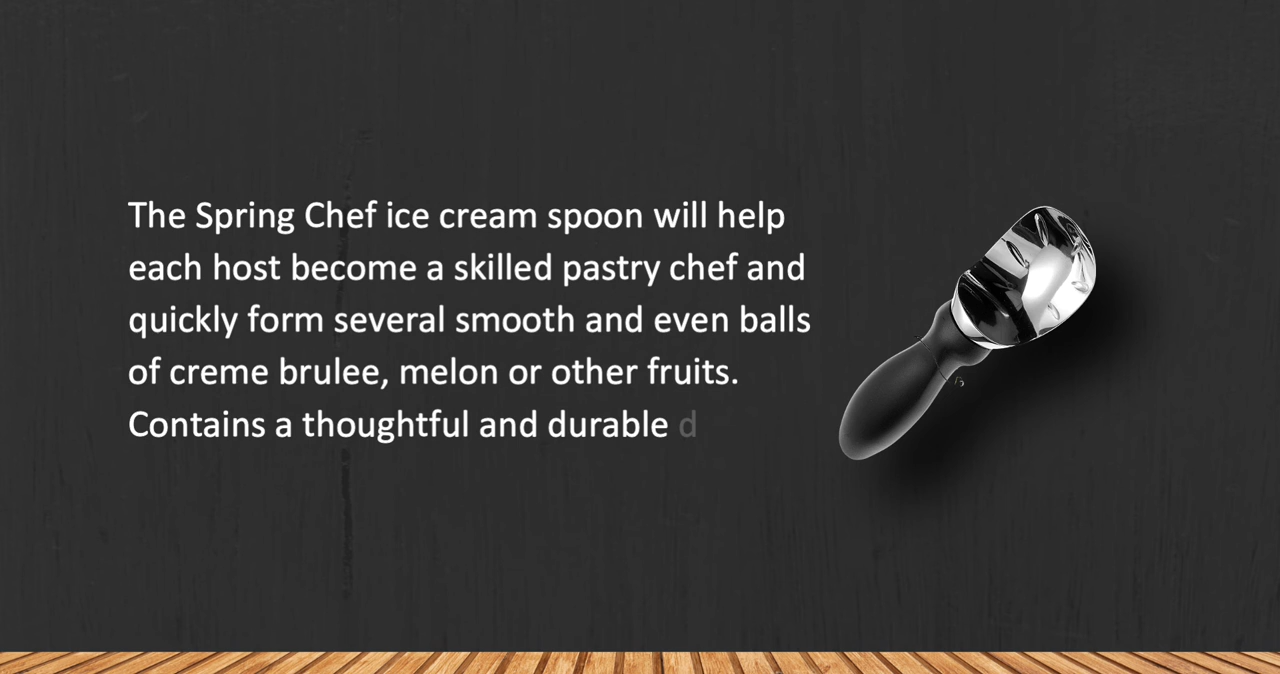 The Spring Chef ice cream spoon will help
each host become a skilled pastry chef and
quickly form several smooth and even balls
of creme brulee, melon or other fruits.
Contains a thoughtful and durable d